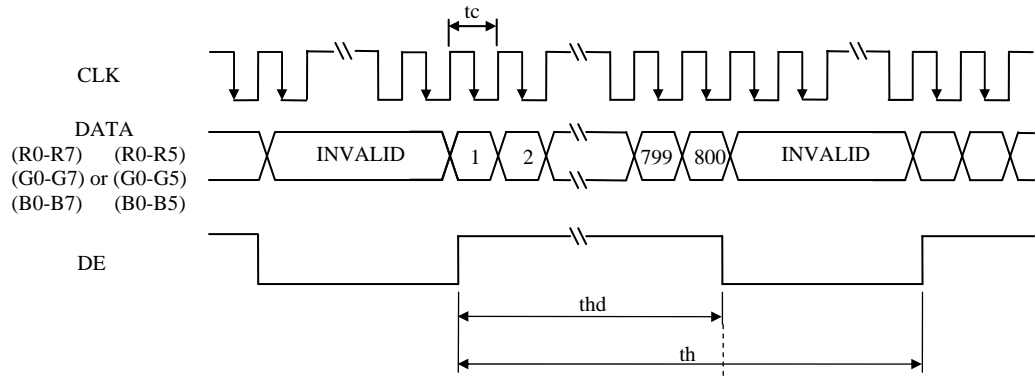 tc
CLK
DATA
(R0-R7) (R0-R5)
(G0-G7) or (G0-G5)
(B0-B7) (B0-B5)
INVALID 1 2 799 800 INVALID
DE
thd
th